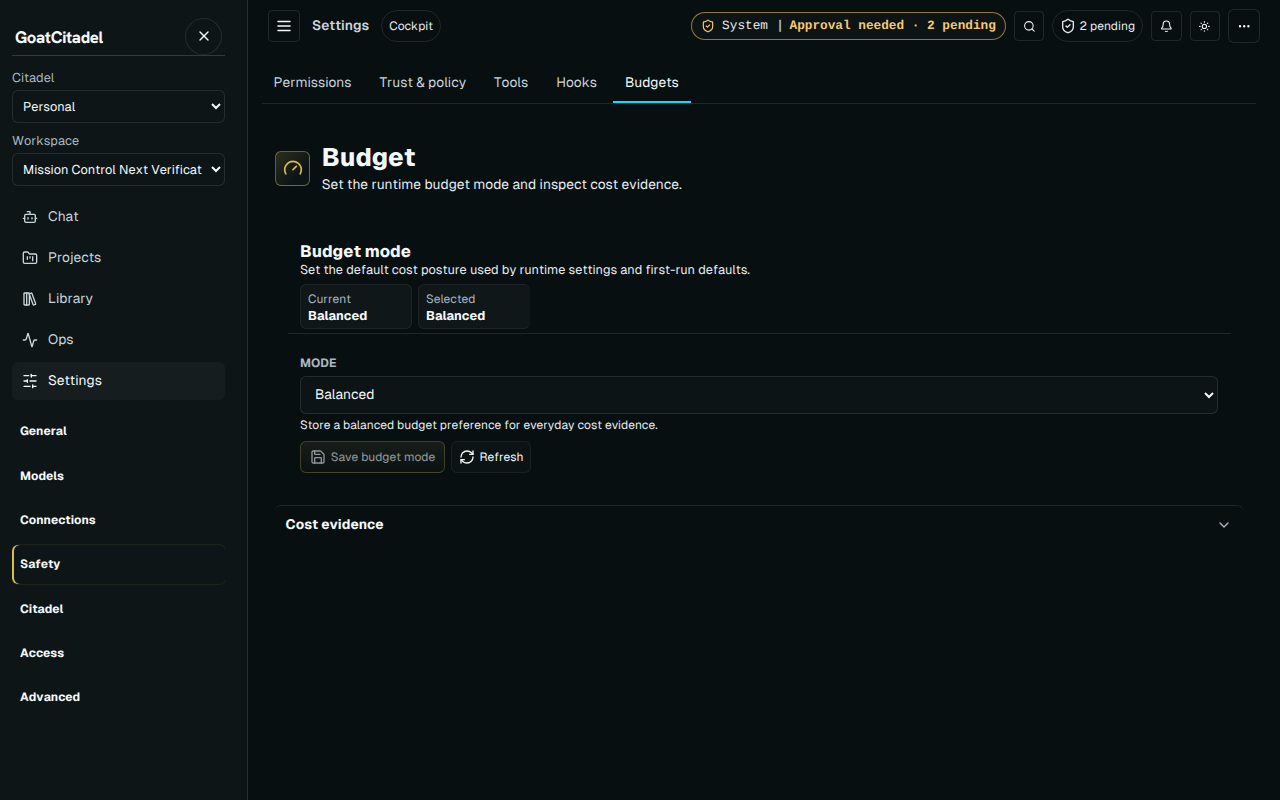 GoatCitadel
Citadel
Personal
Workspace
Mission Control Next Verificat
Chat
Projects
Library
Ops
Settings
General
Models
Connections
Safety
Citadel
Access
Advanced
Settings
Cockpit
System | Approval needed · 2 pending
2 pending
Permissions
Trust & policy
Tools
Hooks
Budgets
Budget
Set the runtime budget mode and inspect cost evidence.
Budget mode
Set the default cost posture used by runtime settings and first-run defaults.
Current
Balanced
Selected
Balanced
MODE
Balanced
Store a balanced budget preference for everyday cost evidence.
Save budget mode
Refresh
Cost evidence